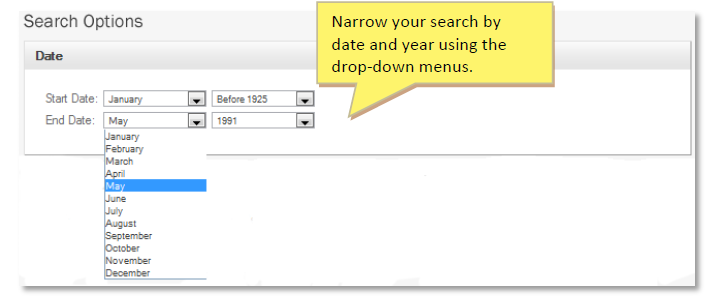 Search Options
Narrow your search by
date and year using the
drop-down menus.
Date
Start Date: January Before 1925
End Date: May 1991
January
February
March
April
May
June
July
August
September
October
November
December